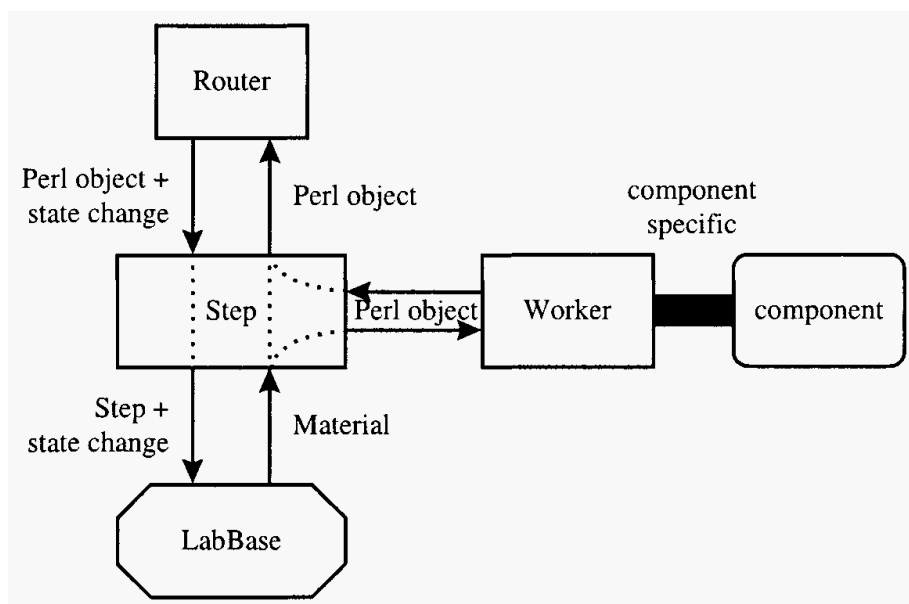 Router
Perl object +
state change
Perl object
component
specific
Step
Perl object
Worker
component
Step +
state change
Material
LabBase